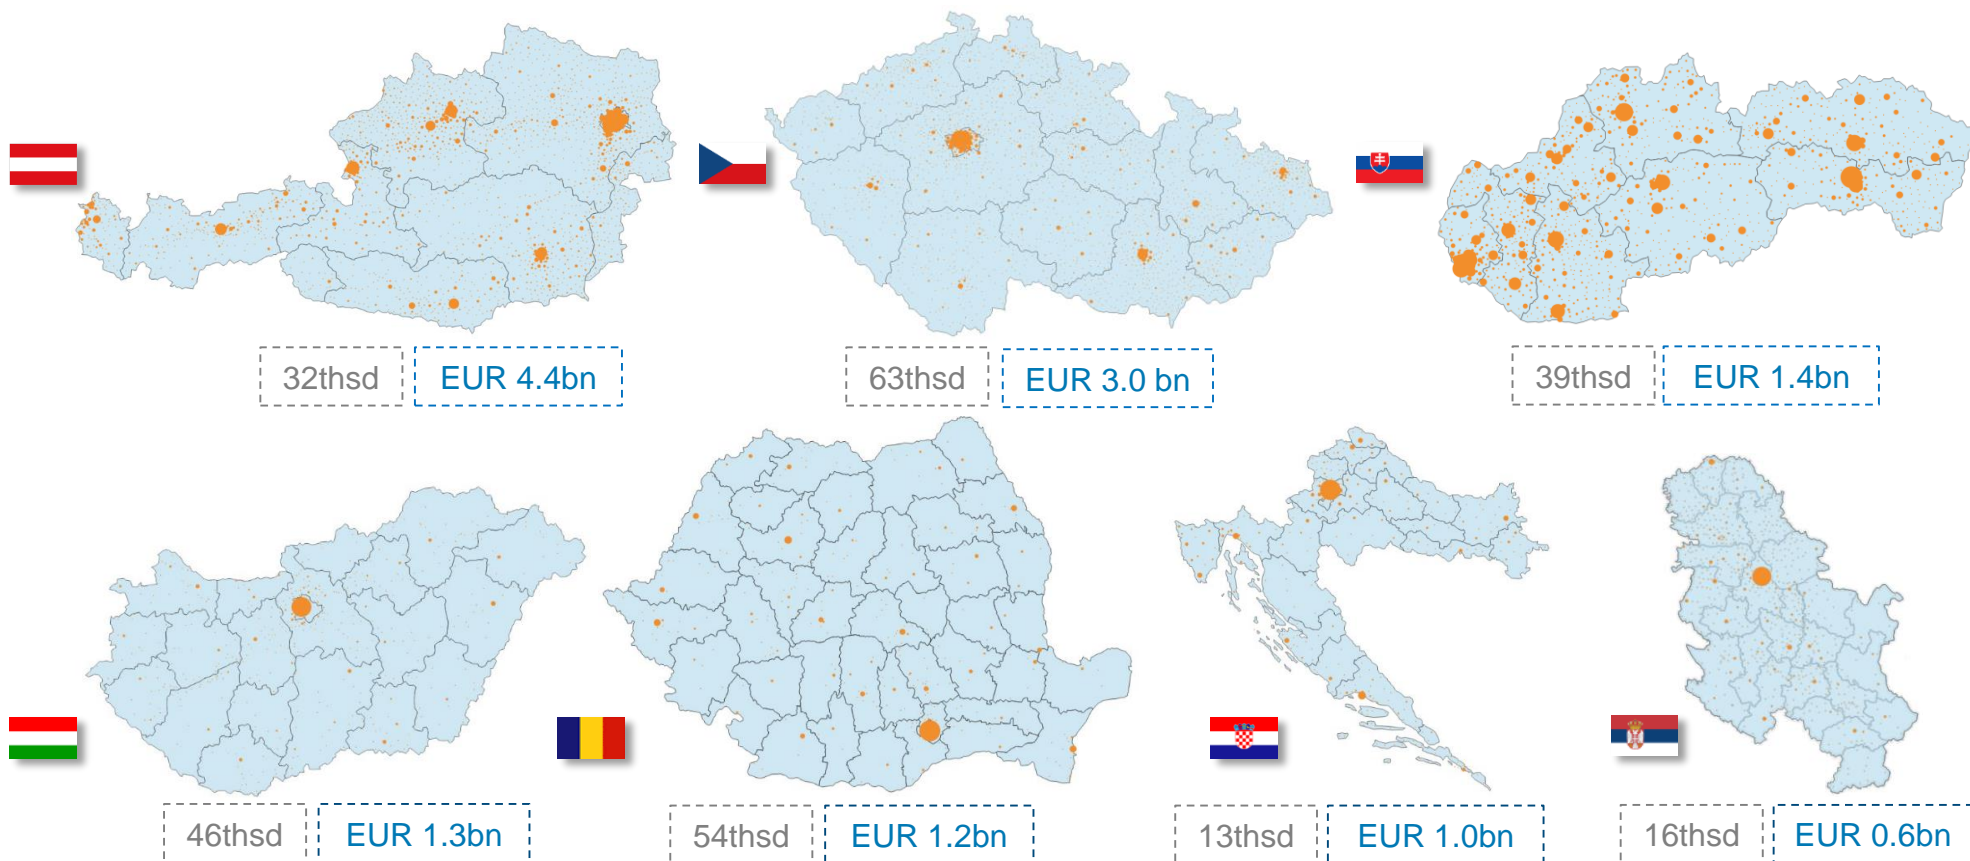 32thsd
EUR 4.4bn
63thsd
EUR 3.0 bn
39thsd
EUR 1.4bn
46thsd
EUR 1.3bn
54thsd
EUR 1.2bn
13thsd
EUR 1.0bn
16thsd
EUR 0.6bn